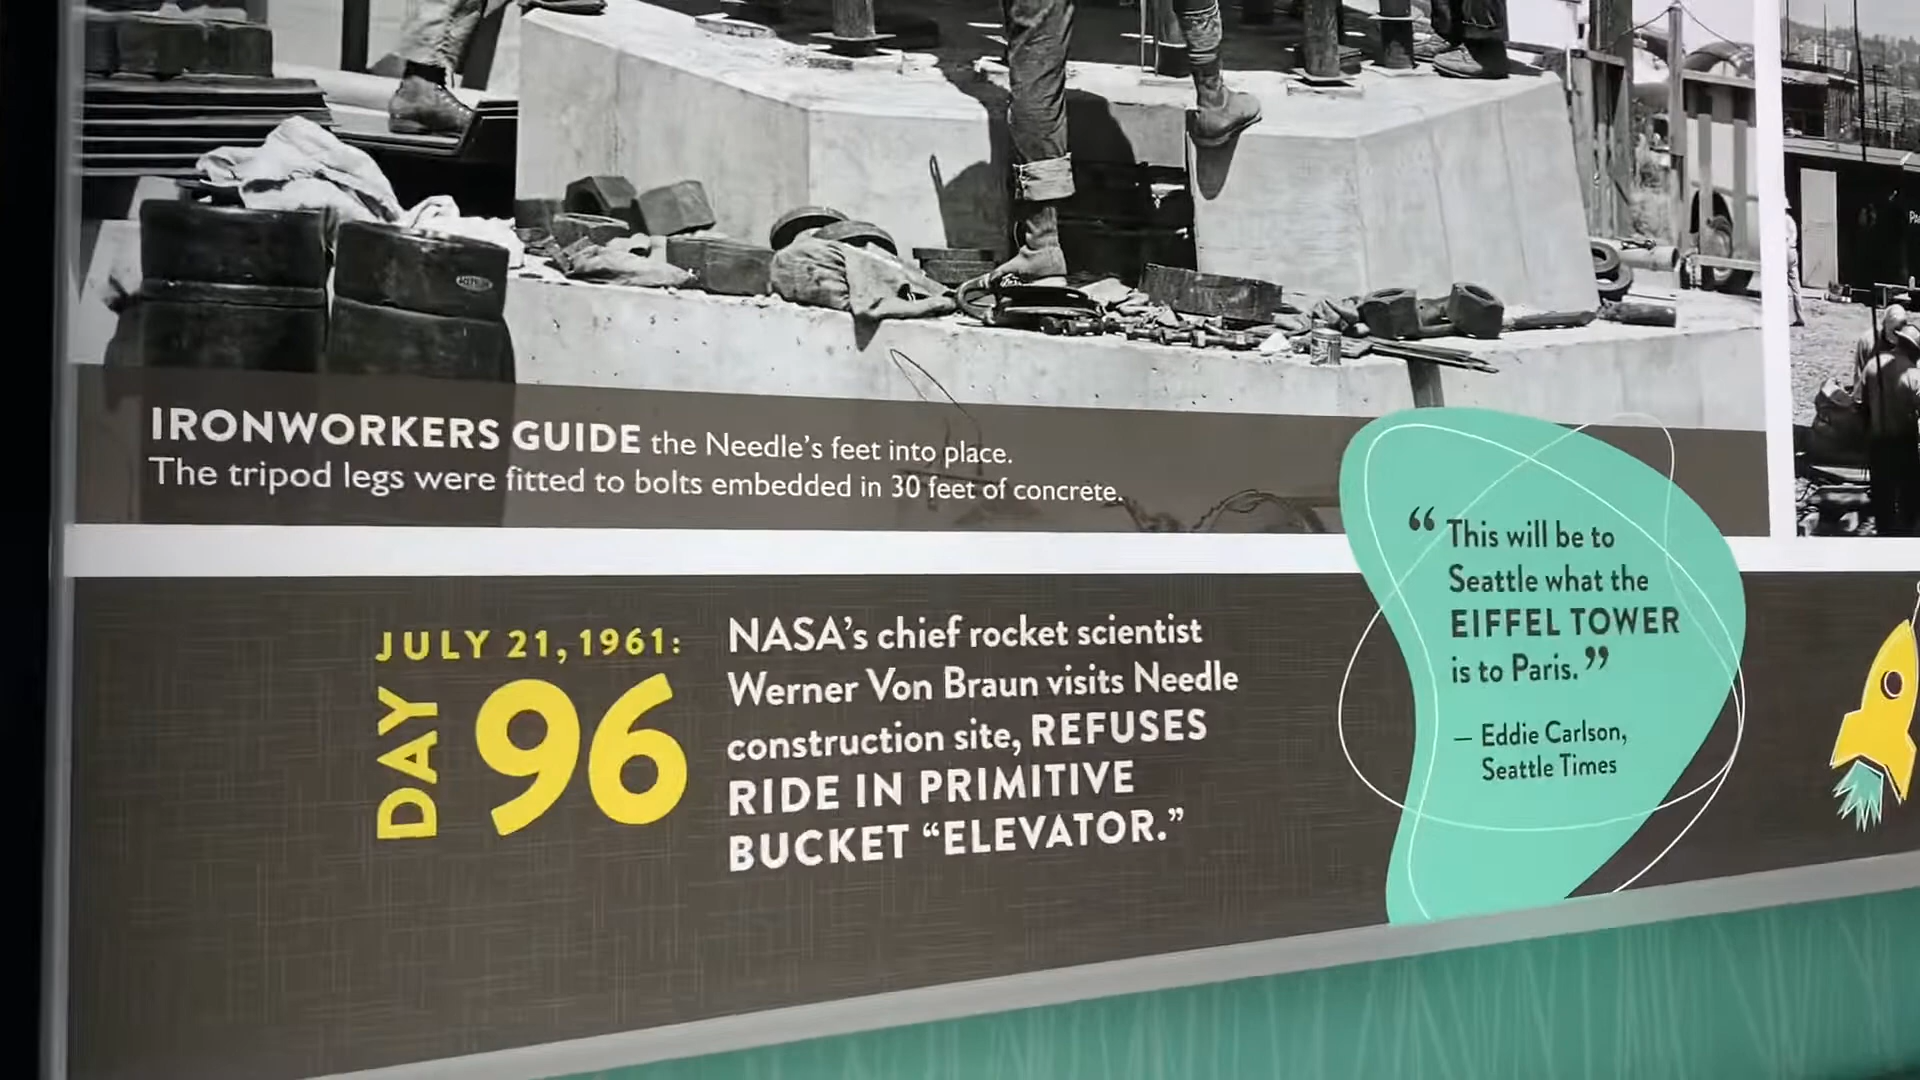 IRONWORKERS GUIDE the Needle's feet into place.
The tripod legs were fitted to bolts embedded in 30 feet of concrete.
“This will be to
Seattle what the
EIFFEL TOWER
is to Paris.”
— Eddie Carlson,
Seattle Times
JULY 21, 1961:
DAY 96
NASA's chief rocket scientist
Werner Von Braun visits Needle
construction site, REFUSES
RIDE IN PRIMITIVE
BUCKET “ELEVATOR.”